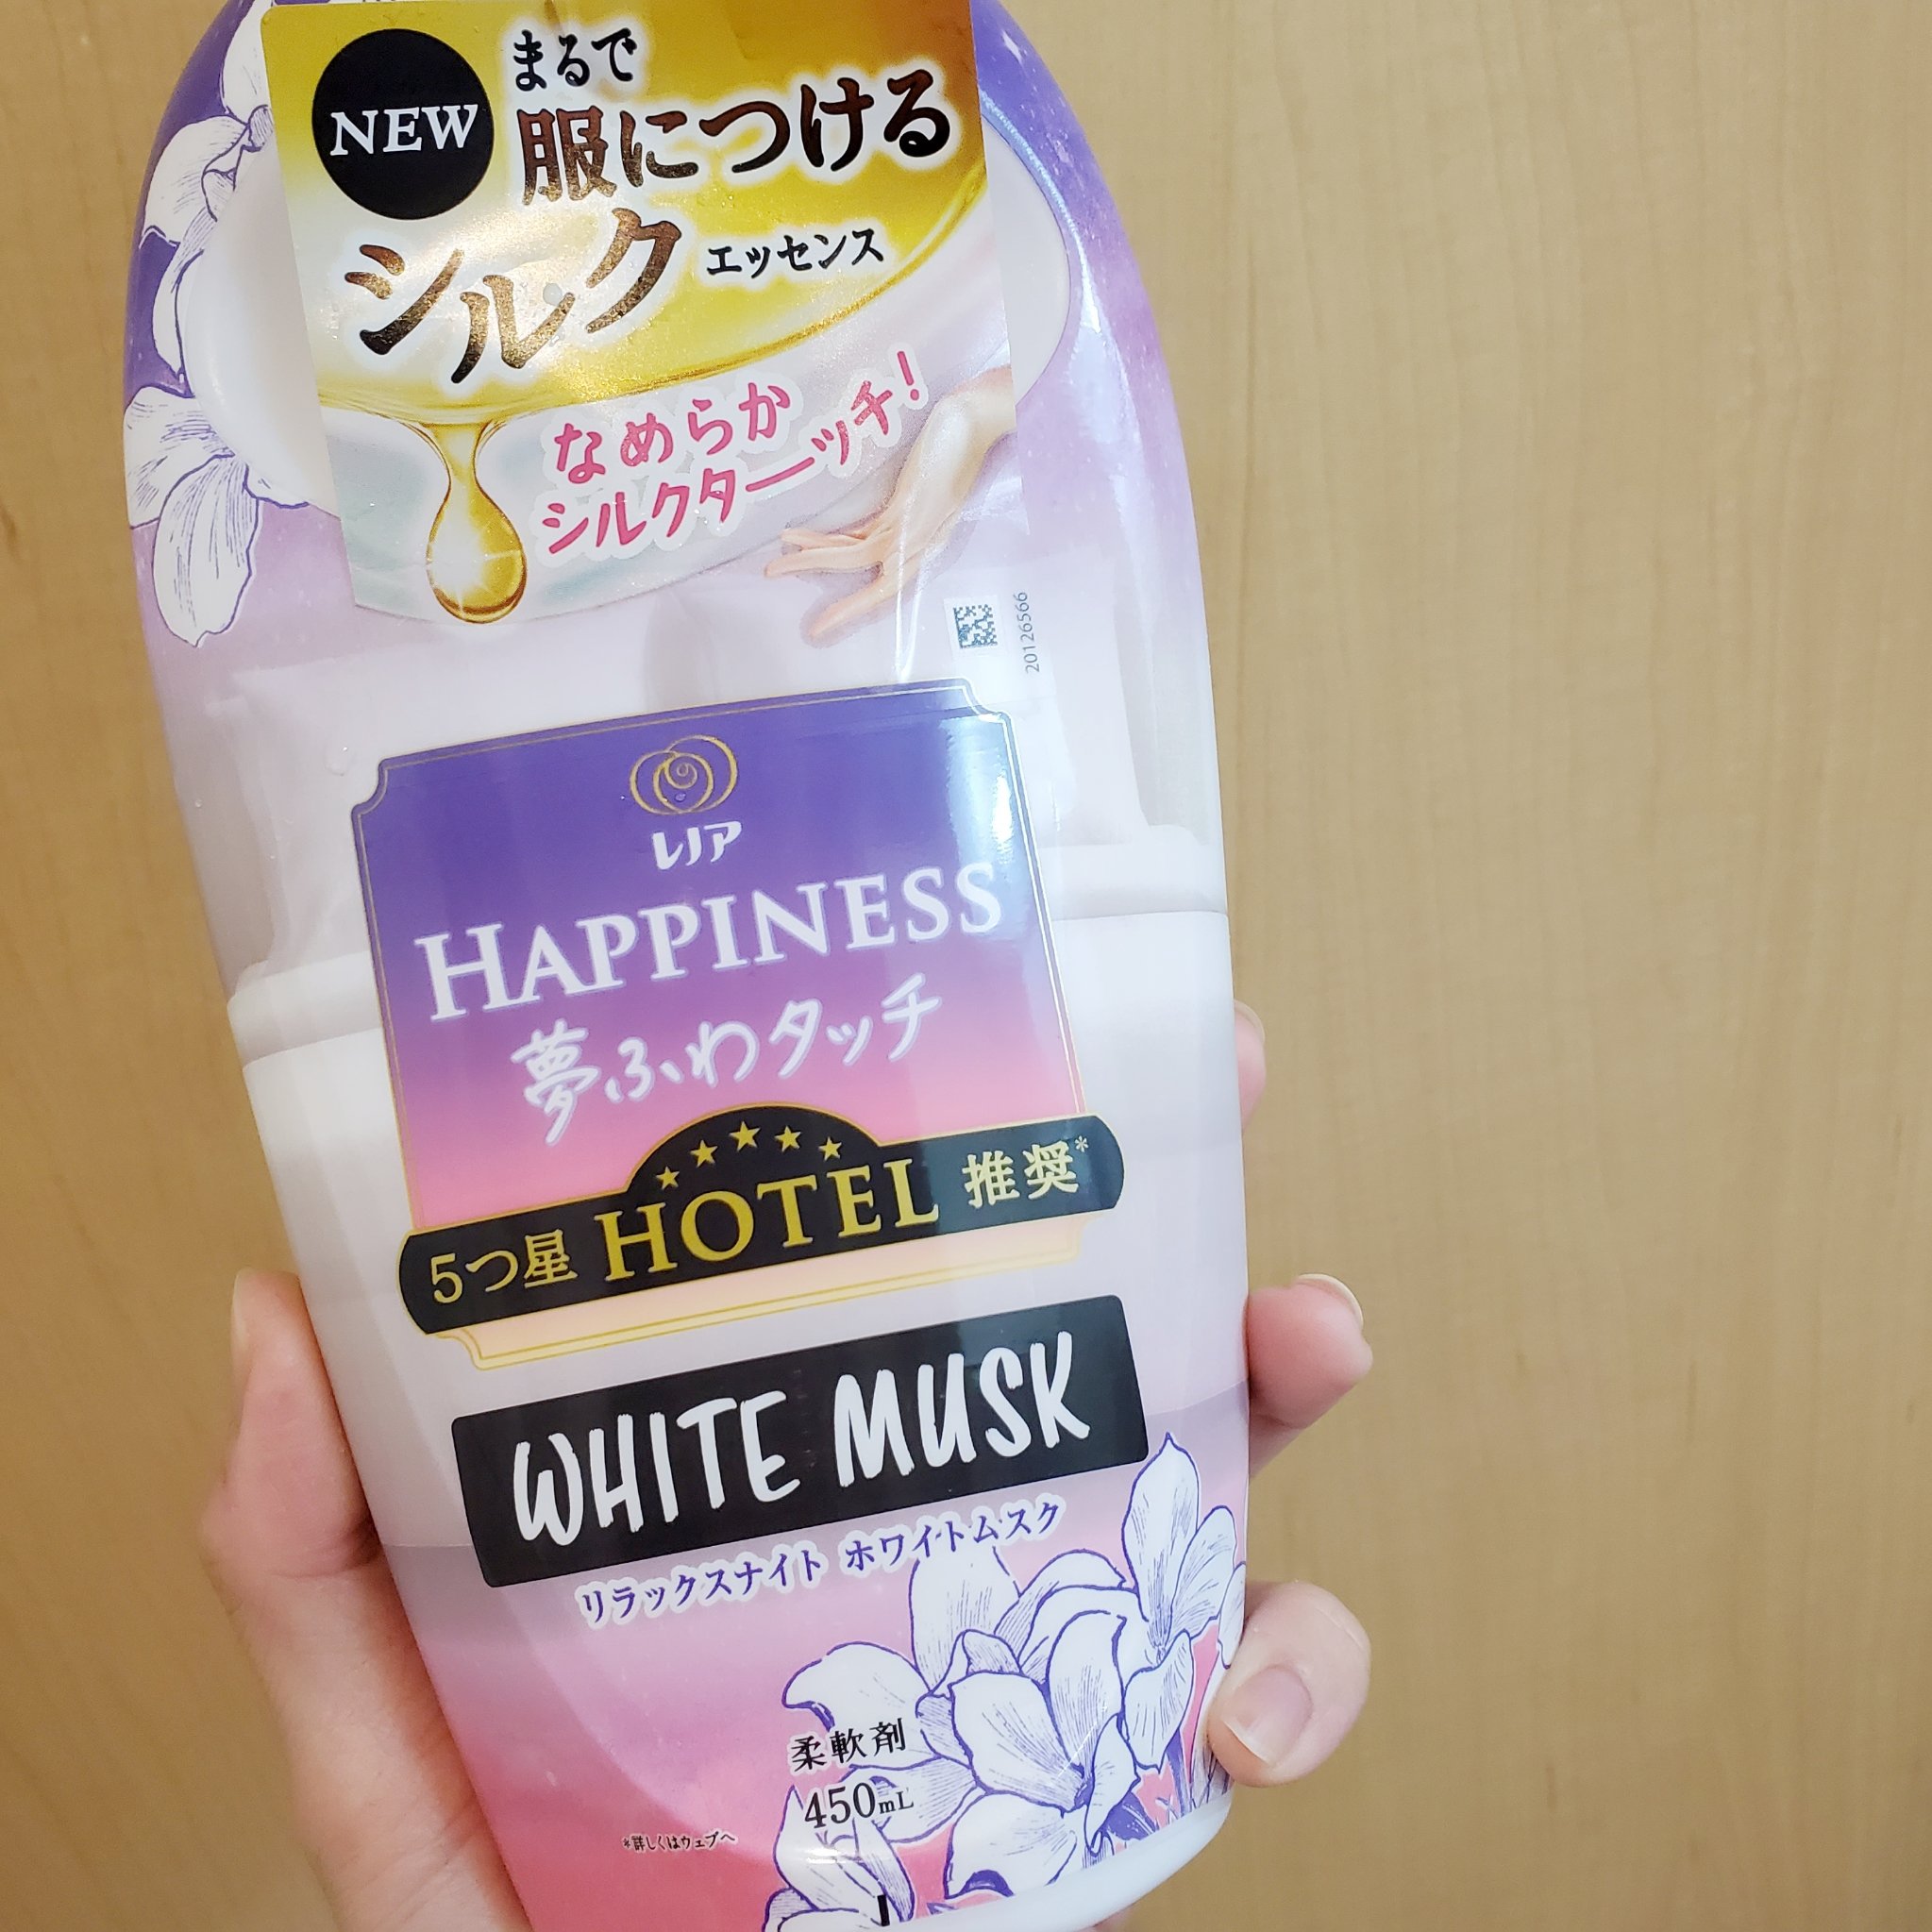 NEW
まるで
服につける
シルク エッセンス
なめらか
シルクターッチ!
20126566
レノア
HAPPINESS
夢ふわタッチ
5つ星 HOTEL 推奨*
WHITE MUSK
リラックスナイト ホワイトムスク
柔軟剤
450mL
*詳しくはウェブへ